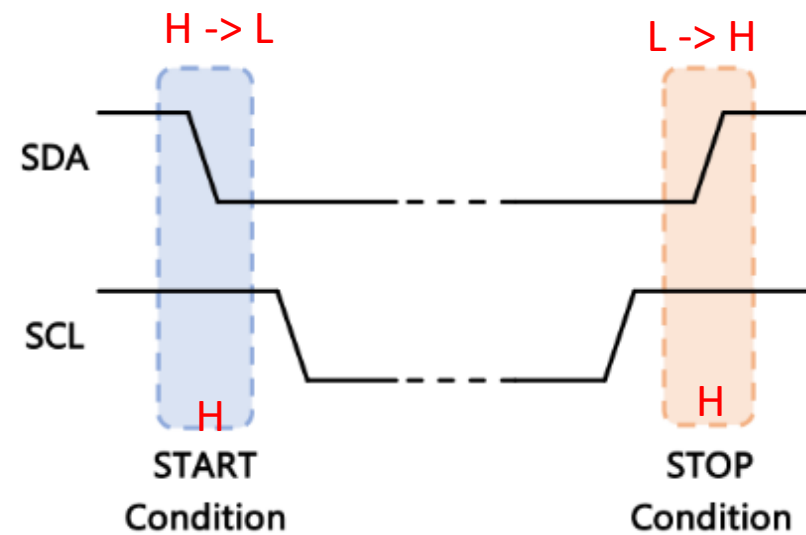 H -> L
L -> H
SDA
SCL
H
H
START
Condition
STOP
Condition